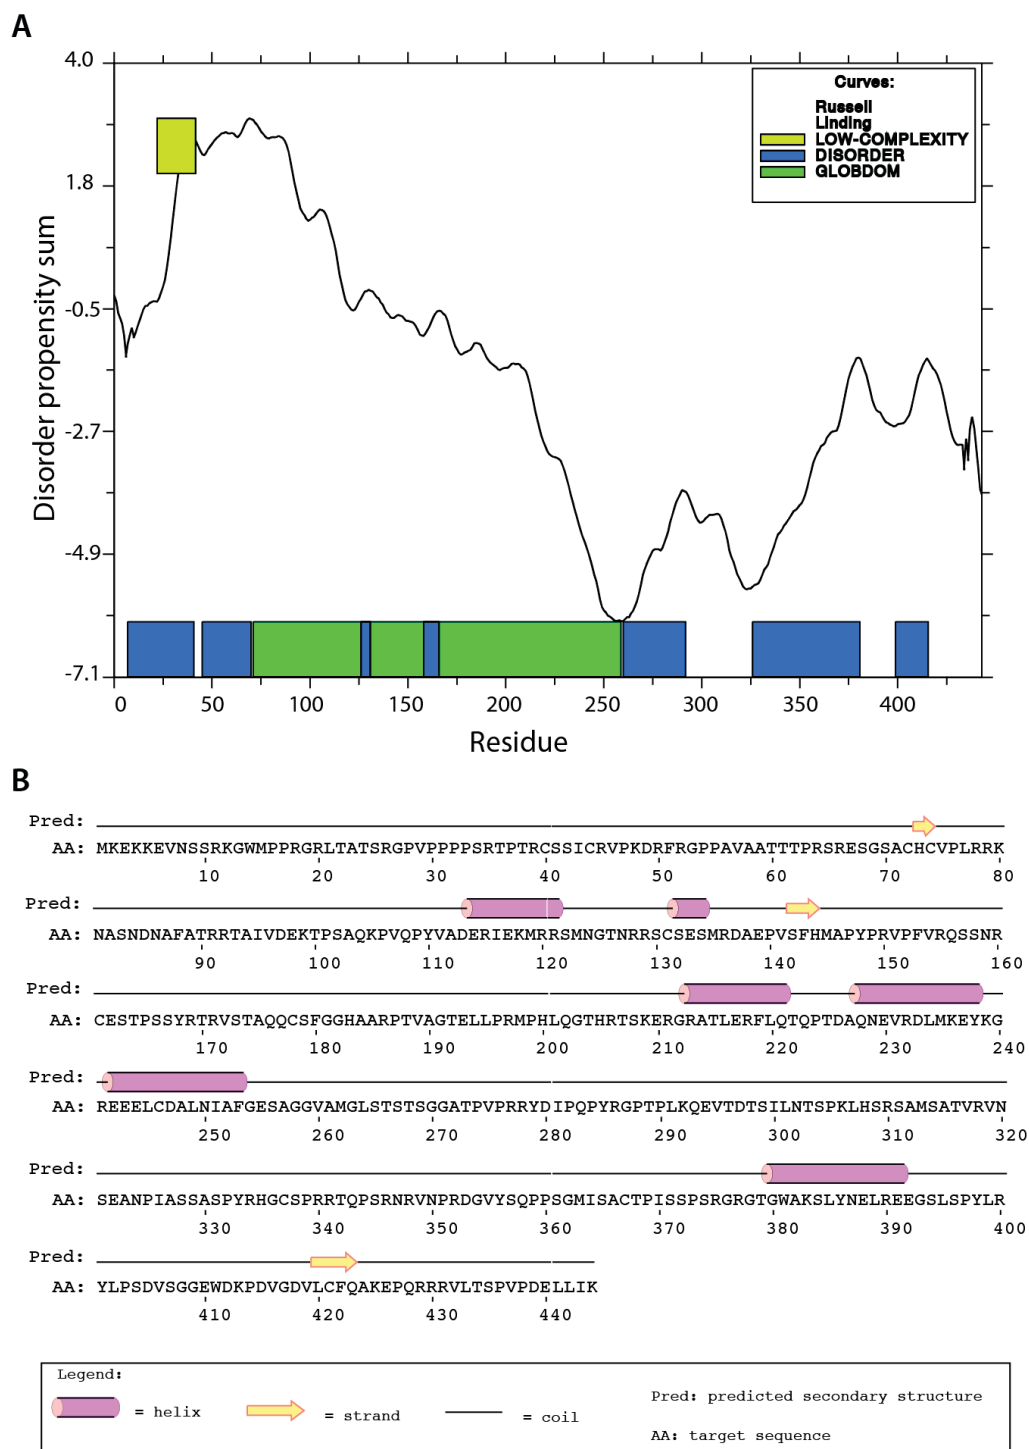 A
4.0
1.8
-0.5
-2.7
-4.9
-7.1
Disorder propensity sum
Curves:
Russell
Linding
LOW-COMPLEXITY
DISORDER
GLOBDOM
0 50 100 150 200 250 300 350 400
Residue
B
Pred:
AA: MKEKKEVNSSRKGWMPPRGRLTATSRGPVPPPPPSRTPTRCSSICRVPKDRFRGPPAVAATTTPRSRESGSACHCVPLRRK
10 20 30 40 50 60 70 80
Pred:
AA: NASNDNAFATRRTAIVDEKTPSAQKPVQPYVADERIEKMRRSMNGTNRRSCSESMRDAEPVSFHMAPYPRVPFVRQSSNR
90 100 110 120 130 140 150 160
Pred:
AA: CESTPSSYRTRVSTAQQCSFGGHAARPTVAGTELLPRMPHLQGTHRTSKERGRATLERFLQTQPTDAQNEVRDLMKEYKG
170 180 190 200 210 220 230 240
Pred:
AA: REEELCDALNIAFGESAGGVAMGLSTSTSGGATPVPRRYDIPQPYRGPTPLKQEVTDTSILNTSPKLHSRSAMSATVRVN
250 260 270 280 290 300 310 320
Pred:
AA: SEANPIASSASPYRHGCSPRRTQPSRNRVNPRDGVYSQPPSGMISACTPISSPSRGRGTGWAKSLYNELREEGSLSPYLR
330 340 350 360 370 380 390 400
Pred:
AA: YLPSDVSGGEWDKPDVGDVLCFQAKEPQRRRVLTSPVPDELLIK
410 420 430 440
Legend:
= helix = strand = coil
Pred: predicted secondary structure
AA: target sequence